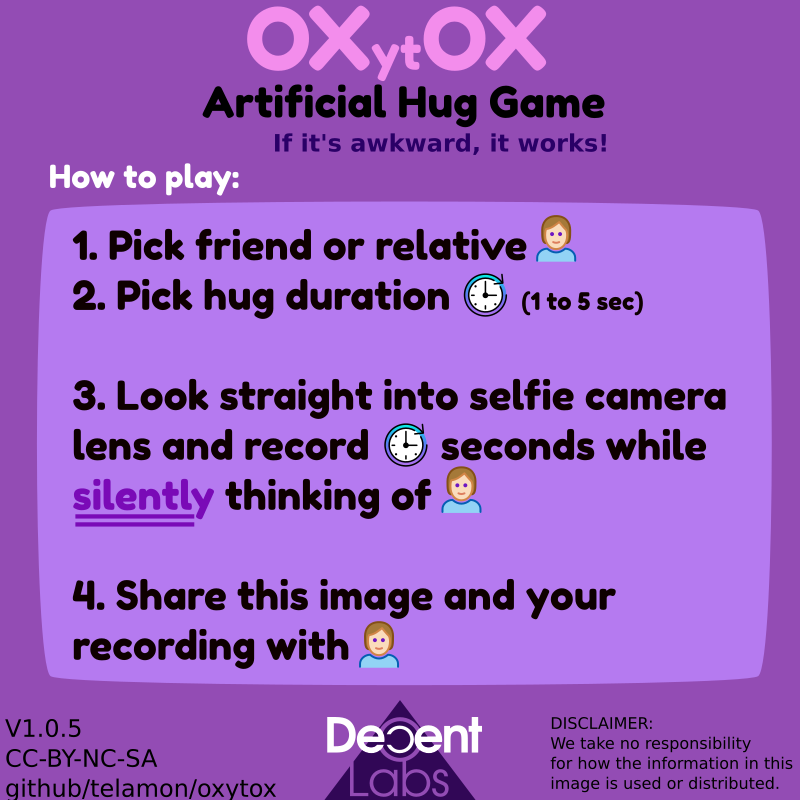 OXytOX
Artificial Hug Game
If it's awkward, it works!
How to play:
1. Pick friend or relative
2. Pick hug duration (1 to 5 sec)
3. Look straight into selfie camera
lens and record seconds while
silently thinking of
4. Share this image and your
recording with
V1.0.5
CC-BY-NC-SA
github/telamon/oxytox
Decent
Labs
DISCLAIMER:
We take no responsibility
for how the information in this
image is used or distributed.